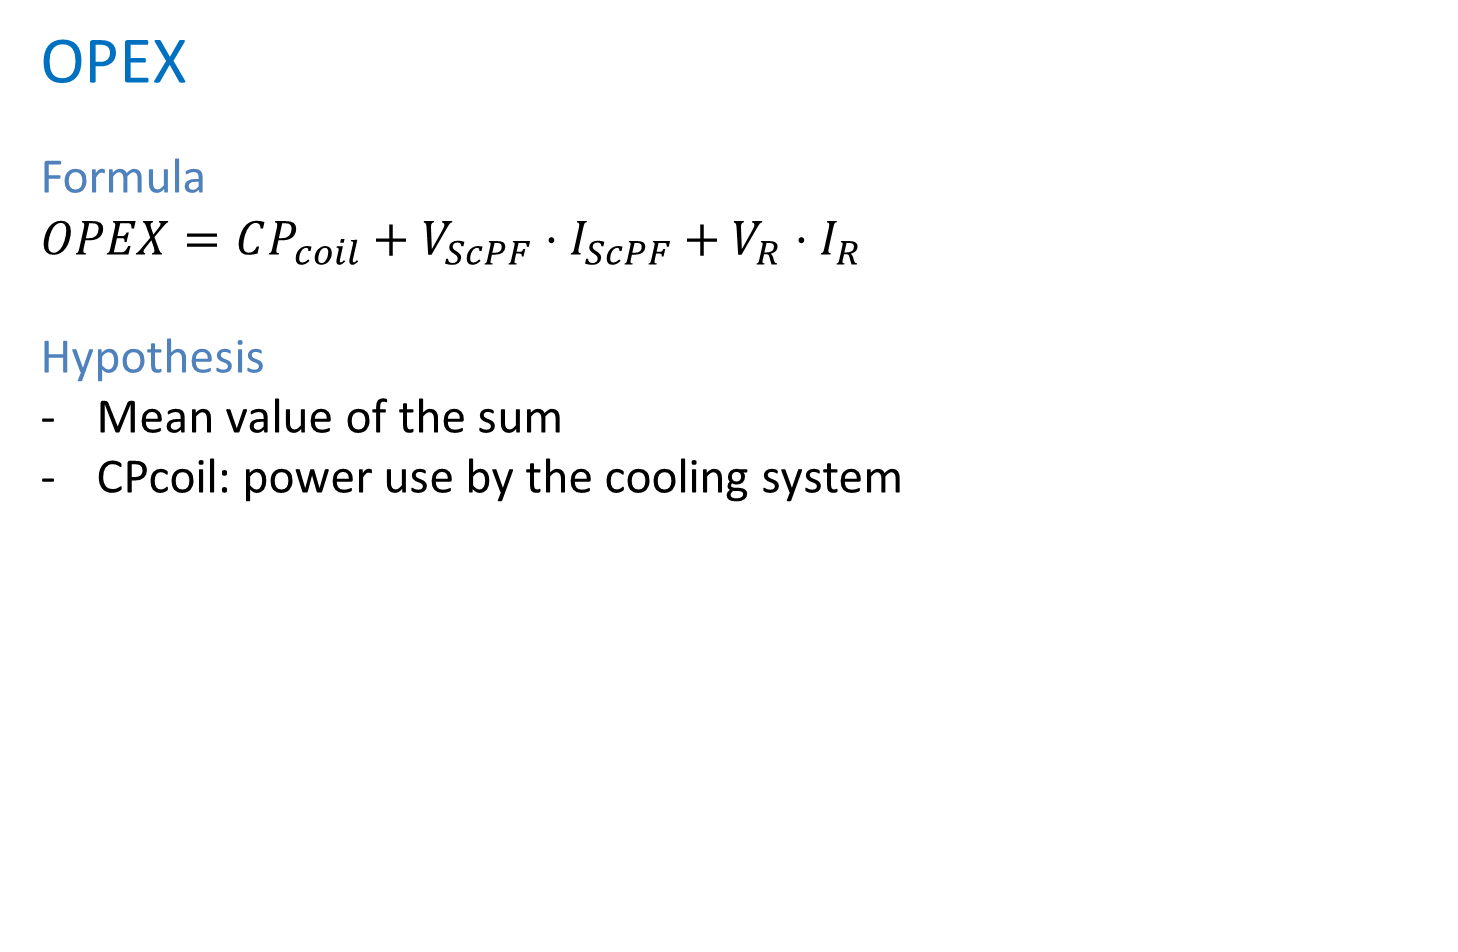 OPEX
Formula
OPEX = CP_coil + V_ScPF · I_ScPF + V_R · I_R
Hypothesis
- Mean value of the sum
- CPcoil: power use by the cooling system